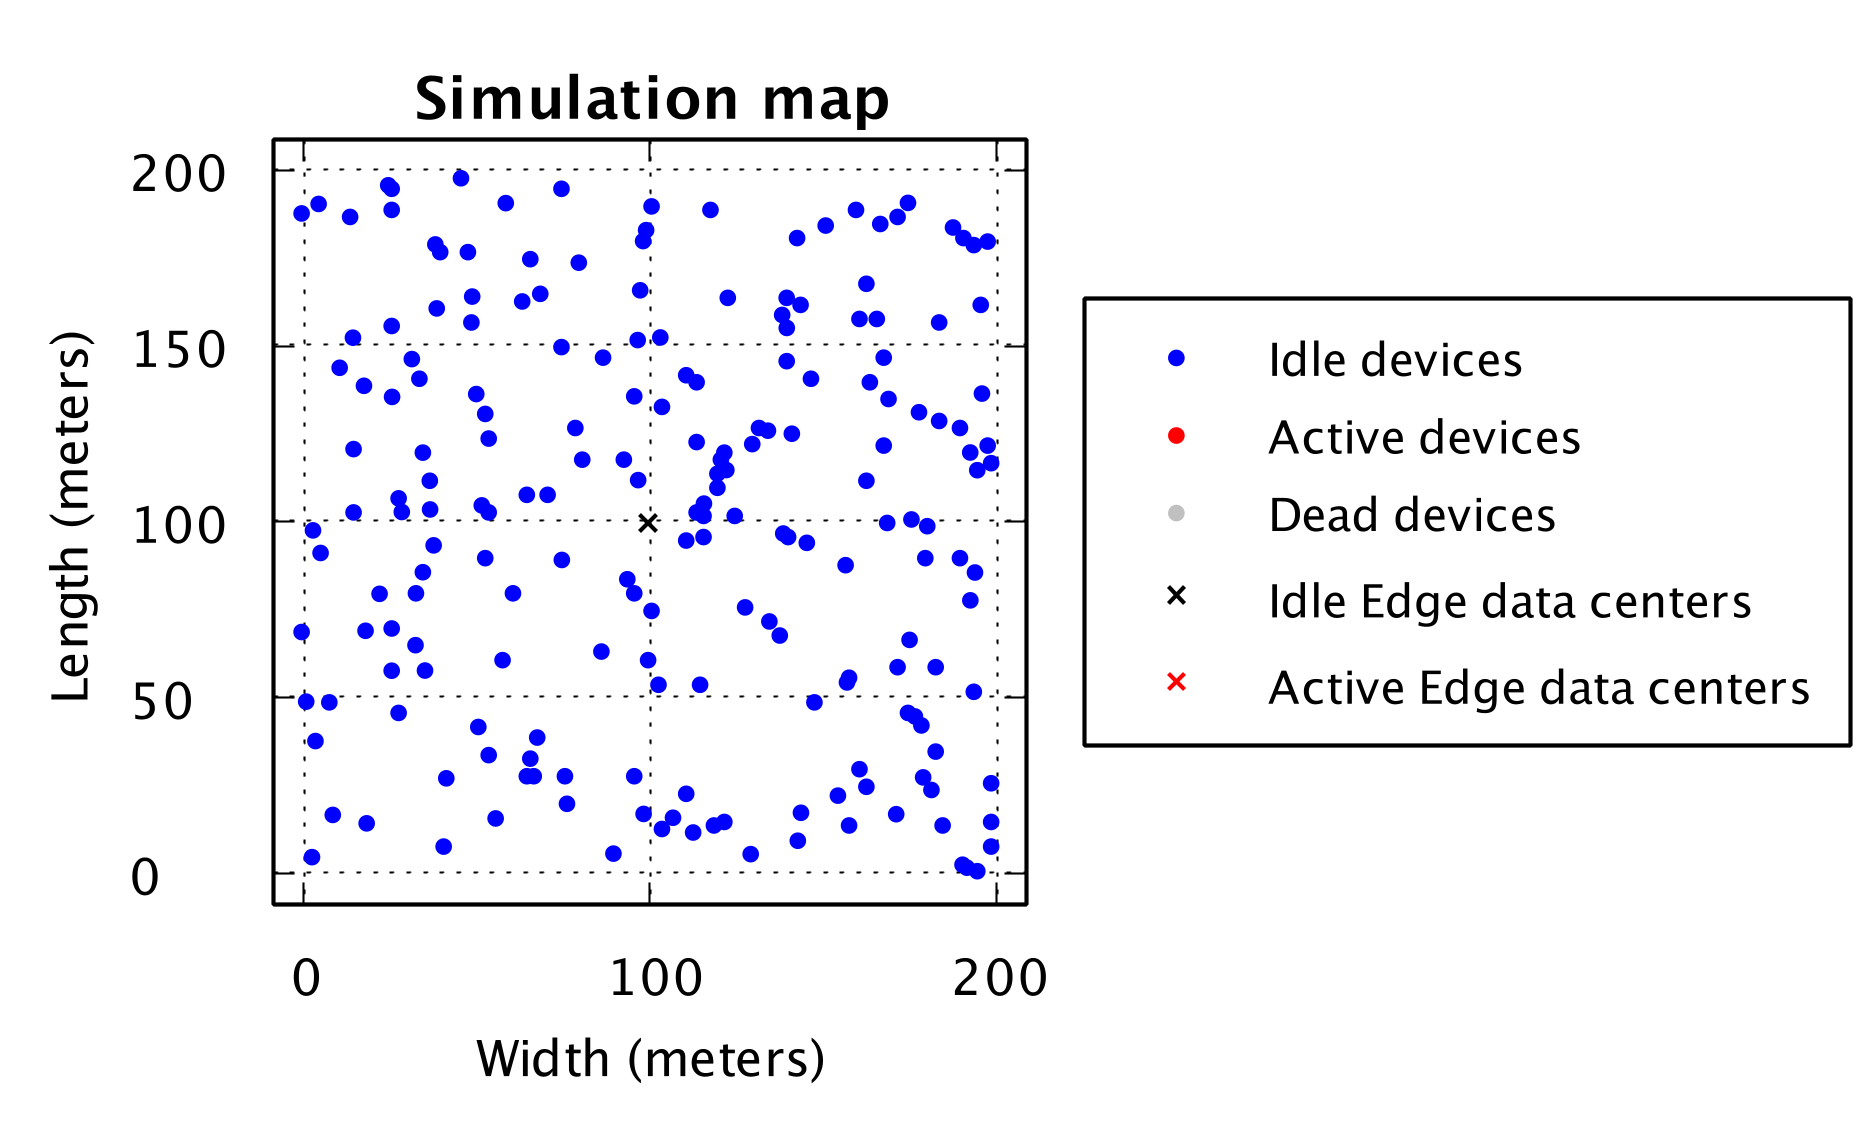 Simulation map
200
150
100
50
0
Length (meters)
0 100 200
Width (meters)
Idle devices
Active devices
Dead devices
Idle Edge data centers
Active Edge data centers